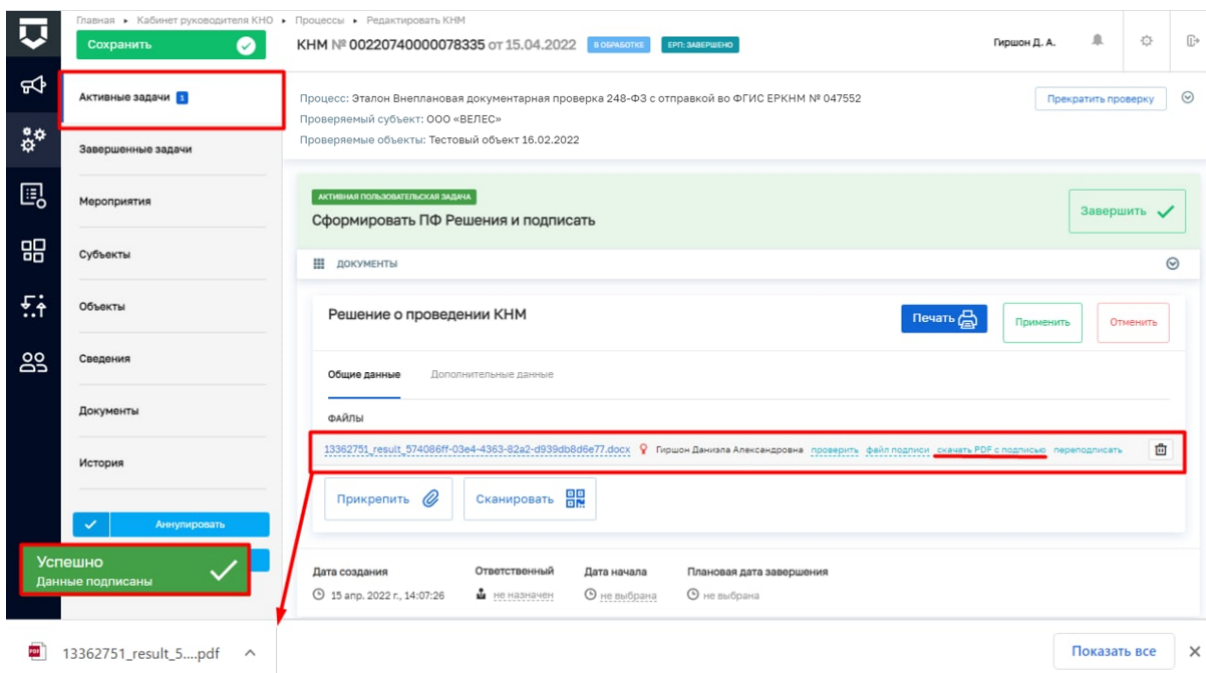 Главная ▸ Кабинет руководителя КНО ▸ Процессы ▸ Редактировать КНМ
Сохранить
КНМ № 00220740000078335 от 15.04.2022 В ОБРАБОТКЕ ЕРП: ЗАВЕРШЕНО
Гиршон Д. А.
Активные задачи 1
Завершенные задачи
Мероприятия
Субъекты
Объекты
Сведения
Документы
История
Аннулировать
Успешно
Данные подписаны
Процесс: Эталон Внеплановая документарная проверка 248-ФЗ с отправкой во ФГИС ЕРКНМ № 047552
Прекратить проверку
Проверяемый субъект: ООО «ВЕЛЕС»
Проверяемые объекты: Тестовый объект 16.02.2022
АКТИВНАЯ ПОЛЬЗОВАТЕЛЬСКАЯ ЗАДАЧА
Сформировать ПФ Решения и подписать
Завершить
ДОКУМЕНТЫ
Решение о проведении КНМ
Печать
Применить
Отменить
Общие данные Дополнительные данные
ФАЙЛЫ
13362751_result_574086ff-03e4-4363-82a2-d939db8d6e77.docx Гиршон Даниэла Александровна проверить файл подписи скачать PDF с подписью переподписать
Прикрепить
Сканировать
Дата создания Ответственный Дата начала Плановая дата завершения
15 апр. 2022 г., 14:07:26 не назначен не выбрана не выбрана
PDF
13362751_result_5....pdf
Показать все